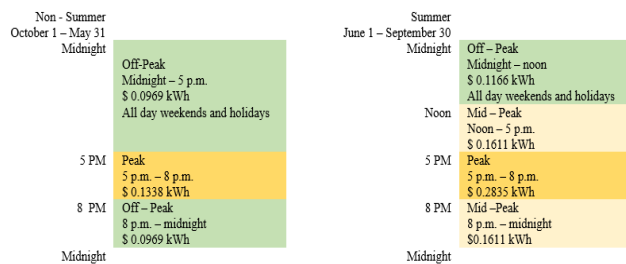 Non - Summer
October 1 – May 31
Midnight
Off-Peak
Midnight – 5 p.m.
$ 0.0969 kWh
All day weekends and holidays
5 PM
Peak
5 p.m. – 8 p.m.
$ 0.1338 kWh
8 PM
Off – Peak
8 p.m. – midnight
$ 0.0969 kWh
Midnight
Summer
June 1 – September 30
Midnight
Off – Peak
Midnight – noon
$ 0.1166 kWh
All day weekends and holidays
Noon
Mid – Peak
Noon – 5 p.m.
$ 0.1611 kWh
5 PM
Peak
5 p.m. – 8 p.m.
$ 0.2835 kWh
8 PM
Mid –Peak
8 p.m. – midnight
$0.1611 kWh
Midnight